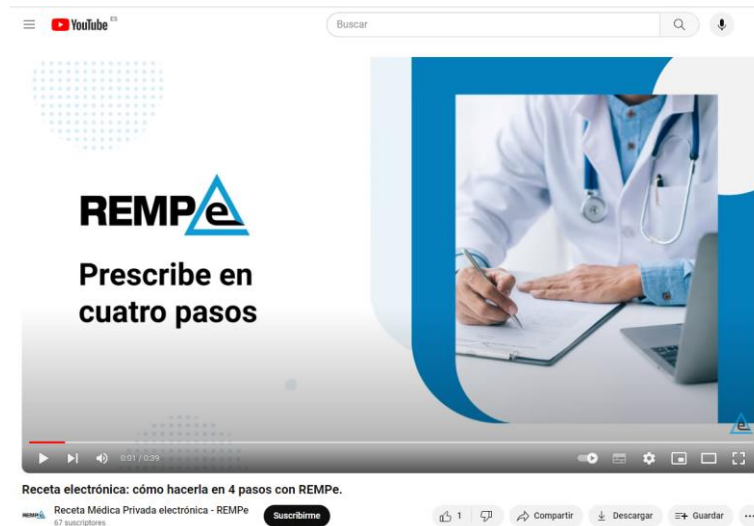 YouTube ES
Buscar
REMPe
Prescribe en
cuatro pasos
0:01 / 0:39
Receta electrónica: cómo hacerla en 4 pasos con REMPe.
REMPe
Receta Médica Privada electrónica - REMPe
67 suscriptores
Suscribirme
1
Compartir
Descargar
Guardar